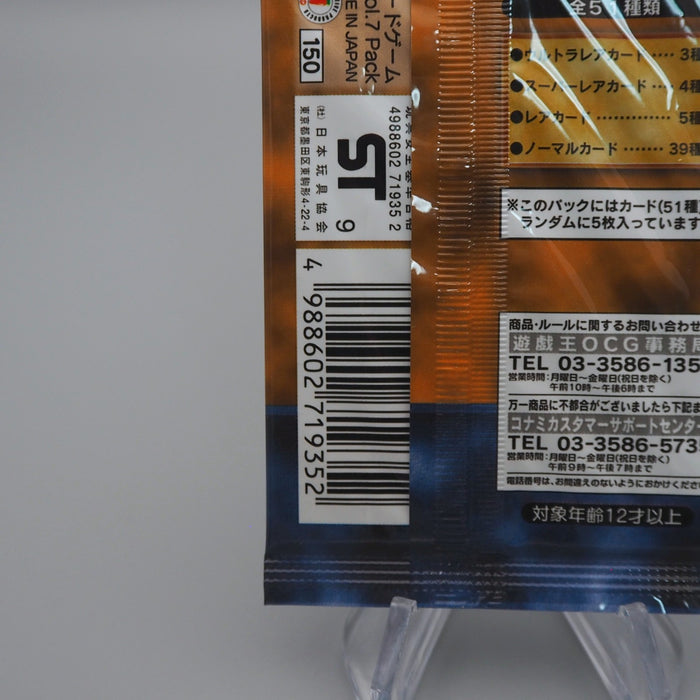 ードゲーム
ol.7 Pack
E IN JAPAN
150
4988602 71935 2
ST
9
(社)日本玩具協会
東京都墨田区東駒形4-22-4
4 988602 719352
全51種類
●ウルトラレアカード ‥‥ 3種
●スーパーレアカード ‥‥ 4種
●レアカード ‥‥‥‥‥‥ 5種
●ノーマルカード ‥‥‥ 39種
※このパックにはカード(51種
ランダムに5枚入っています
商品・ルールに関するお問い合わせ
遊戯王OCG事務局
TEL 03-3586-135
営業時間:月曜日〜金曜日(祝日を除く)
午前10時〜午後6時まで
万一商品に不都合がございましたら下記ま
コナミカスタマーサポートセンター
TEL 03-3586-573
営業時間:月曜日〜金曜日(祝日を除く)
午前9時〜午後7時まで
電話番号は、お間違えのないようにおかけくださ
対象年齢12才以上